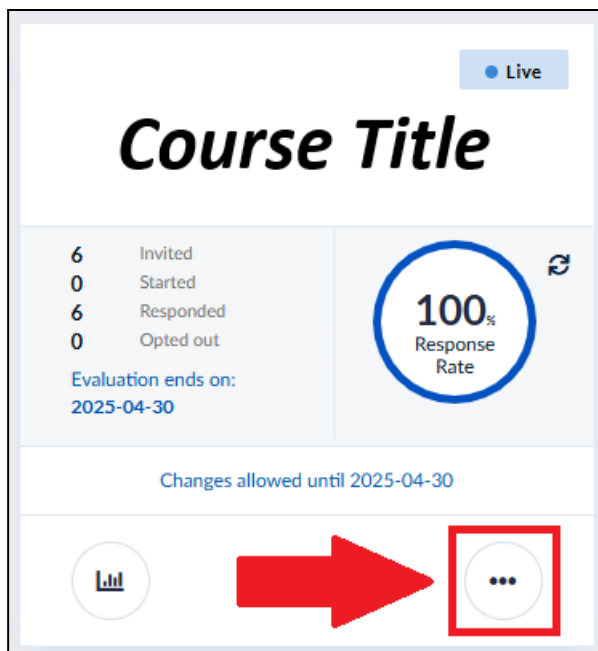 Live
Course Title
6 Invited
0 Started
6 Responded
0 Opted out
Evaluation ends on:
2025-04-30
100%
Response
Rate
Changes allowed until 2025-04-30